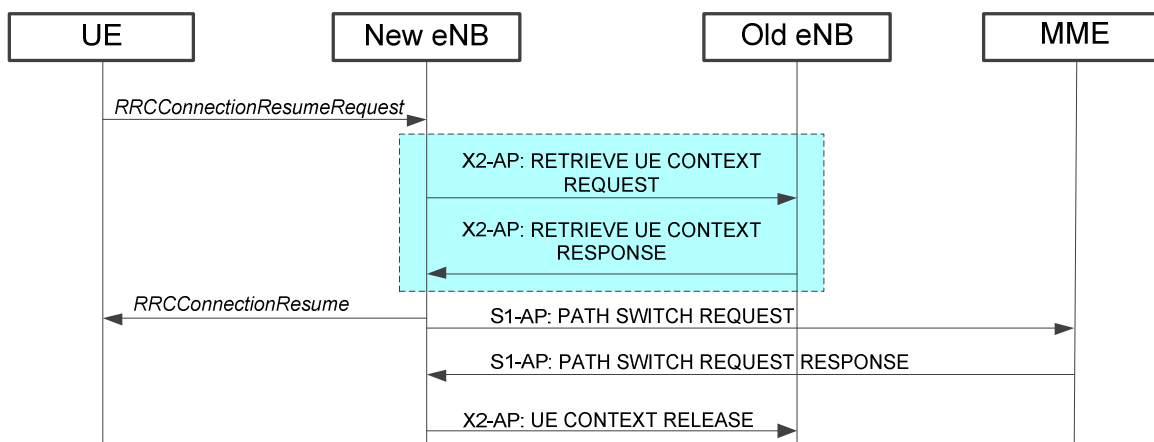 UE
New eNB
Old eNB
MME
RRCConnectionResumeRequest
X2-AP: RETRIEVE UE CONTEXT
REQUEST
X2-AP: RETRIEVE UE CONTEXT
RESPONSE
RRCConnectionResume
S1-AP: PATH SWITCH REQUEST
S1-AP: PATH SWITCH REQUEST RESPONSE
X2-AP: UE CONTEXT RELEASE